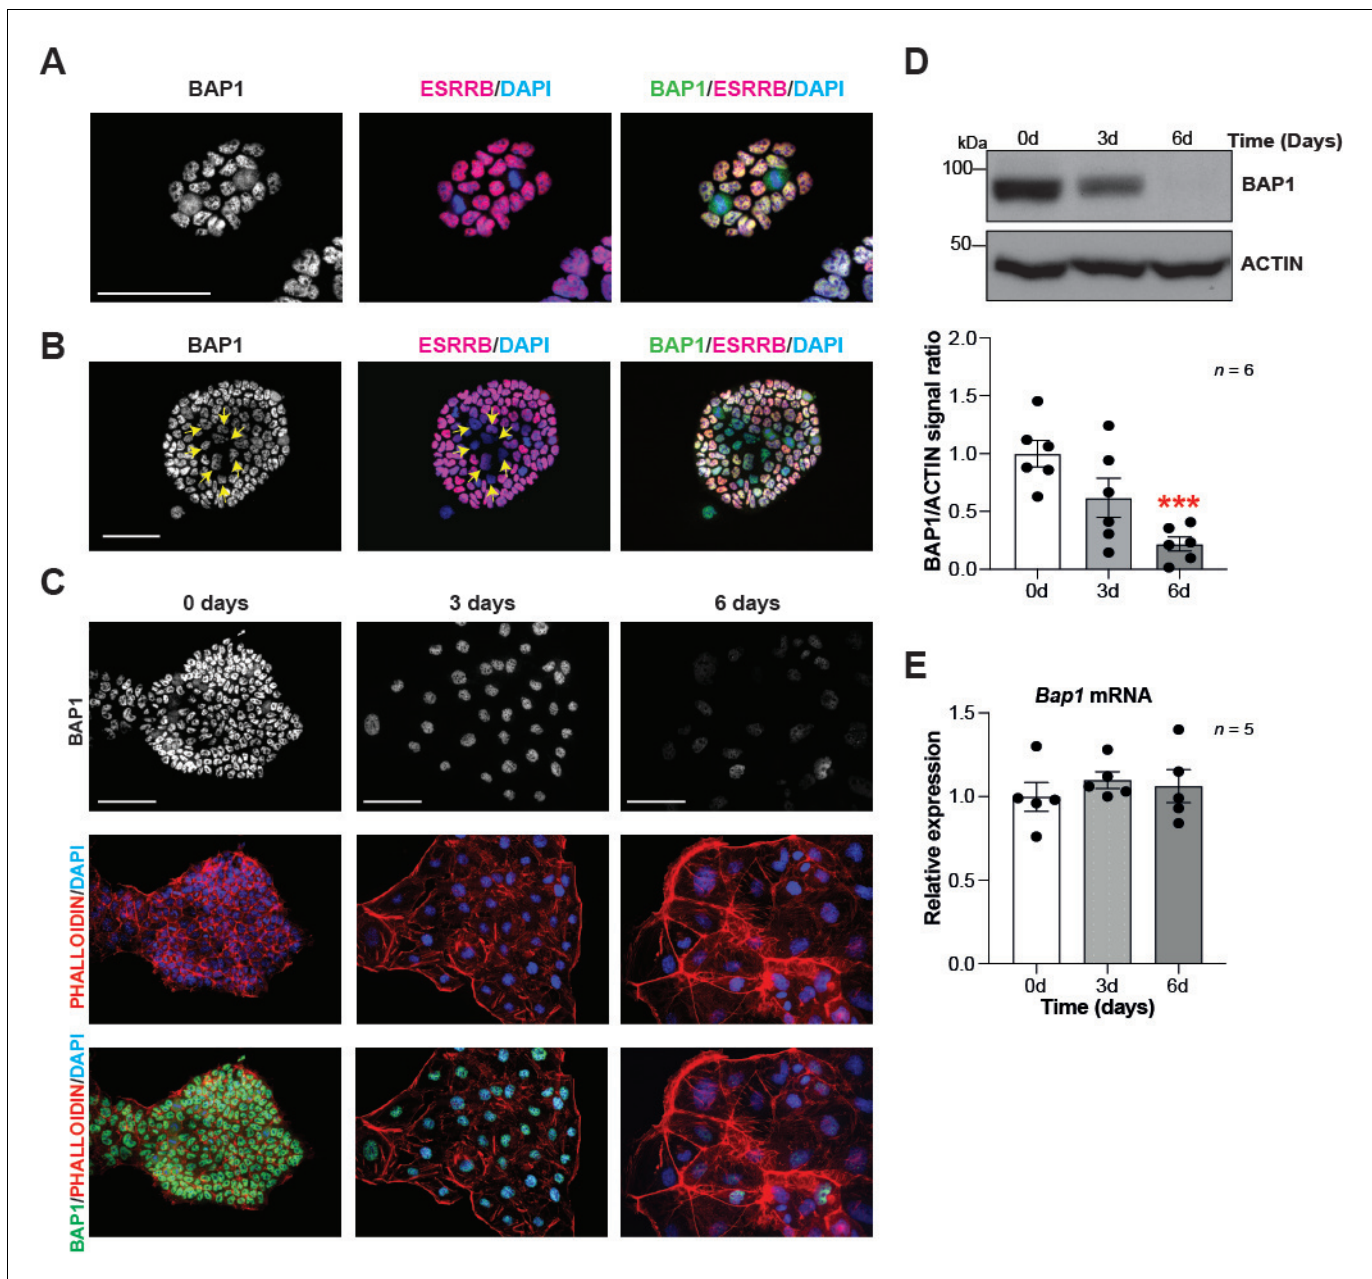 A
BAP1
ESRRB/DAPI
BAP1/ESRRB/DAPI
B
BAP1
ESRRB/DAPI
BAP1/ESRRB/DAPI
C
0 days
3 days
6 days
BAP1
PHALLOIDIN/DAPI
BAP1/PHALLOIDIN/DAPI
D
kDa
0d
3d
6d
Time (Days)
100
BAP1
50
ACTIN
BAP1/ACTIN signal ratio
2.0
1.5
1.0
0.5
0.0
n = 6
***
0d
3d
6d
E
Bap1 mRNA
Relative expression
1.5
1.0
0.5
0.0
n = 5
0d
3d
6d
Time (days)